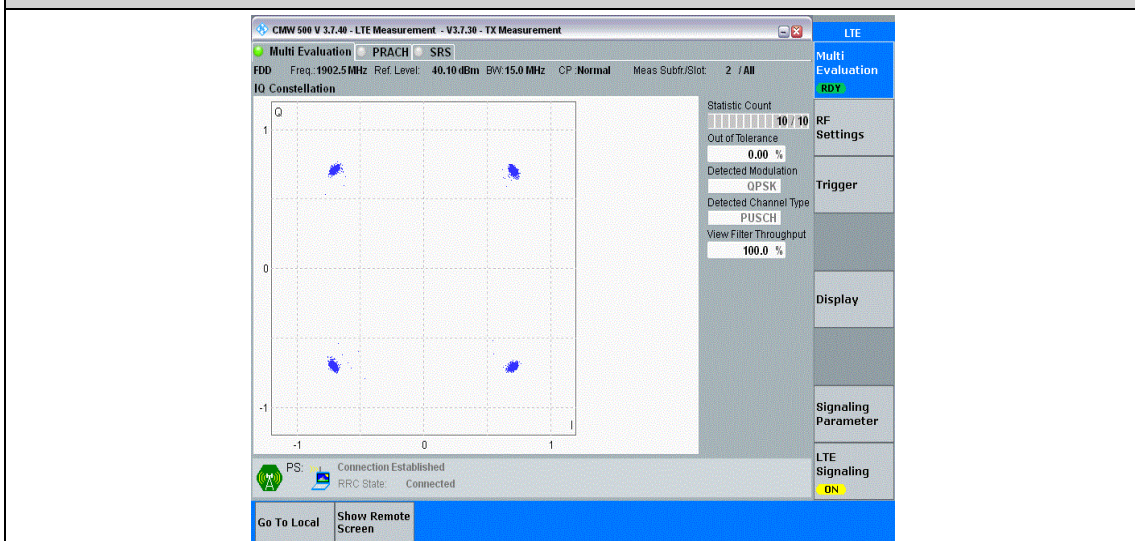 CMW 500 V 3.7.40 - LTE Measurement - V3.7.30 - TX Measurement
LTE
Multi Evaluation PRACH SRS
FDD Freq.:1902.5 MHz Ref. Level: 40.10 dBm BW:15.0 MHz CP :Normal Meas Subfr./Slot: 2 / All
IQ Constellation
Q
1
0
-1
-1 0 1
I
Statistic Count
10 / 10
Out of Tolerance
0.00 %
Detected Modulation
QPSK
Detected Channel Type
PUSCH
View Filter Throughput
100.0 %
Multi
Evaluation
RDY
RF
Settings
Trigger
Display
Signaling
Parameter
LTE
Signaling
ON
PS: Connection Established
RRC State: Connected
Go To Local
Show Remote
Screen